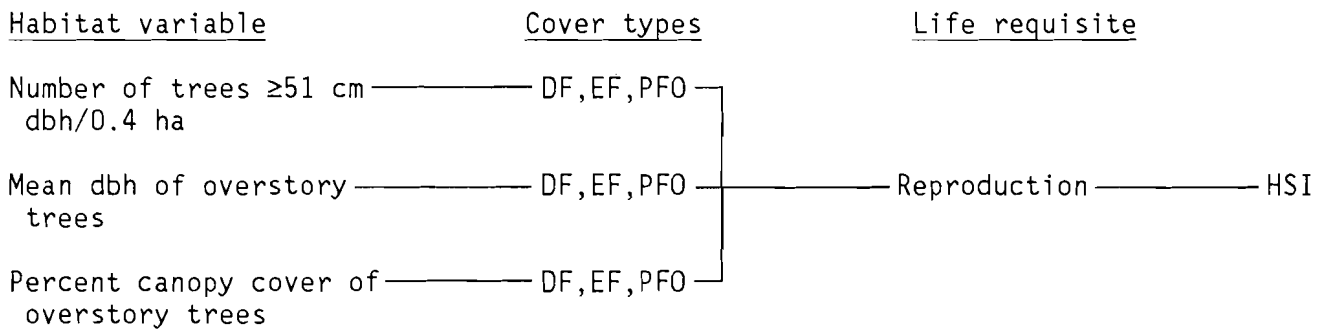 Habitat variable Cover types Life requisite
Number of trees ≥51 cm DF,EF,PFO
dbh/0.4 ha
Mean dbh of overstory DF,EF,PFO Reproduction HSI
trees
Percent canopy cover of DF,EF,PFO
overstory trees